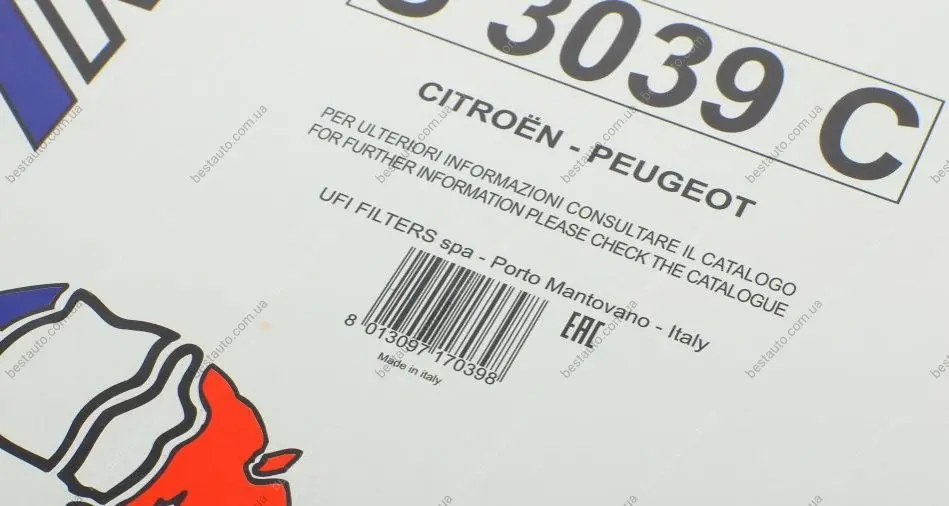 3039 C
CITROËN - PEUGEOT
PER ULTERIORI INFORMAZIONI CONSULTARE IL CATALOGO
FOR FURTHER INFORMATION PLEASE CHECK THE CATALOGUE
UFI FILTERS spa - Porto Mantovano - Italy
EAC
8 013097 170398
Made in italy
bestauto.com.ua